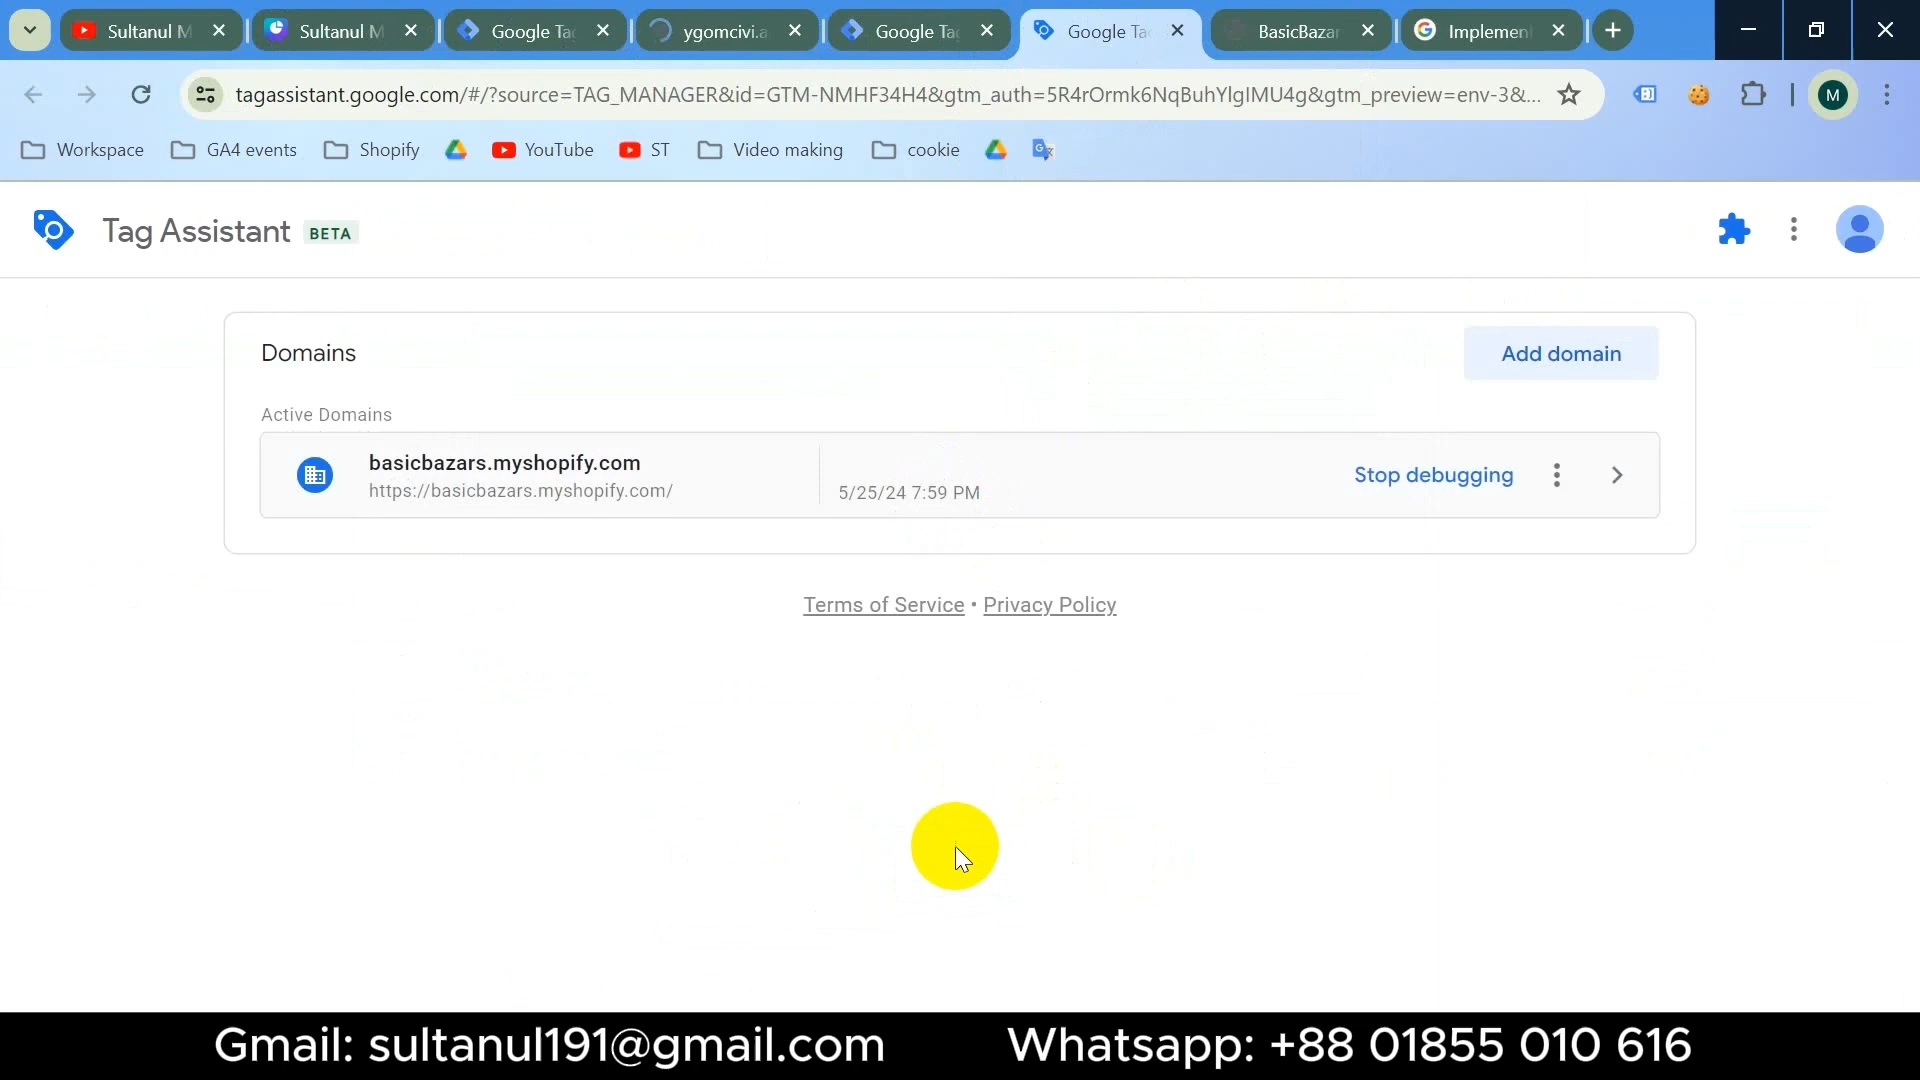 Sultanul M
Sultanul M
Google Ta
ygomcivi.a
Google Ta
Google Ta
BasicBazar
Implement
tagassistant.google.com/#/?source=TAG_MANAGER&id=GTM-NMHF34H4&gtm_auth=5R4rOrmk6NqBuhYlgIMU4g&gtm_preview=env-3&...
M
Workspace
GA4 events
Shopify
YouTube
ST
Video making
cookie
Tag Assistant BETA
Domains
Add domain
Active Domains
basicbazars.myshopify.com
https://basicbazars.myshopify.com/
5/25/24 7:59 PM
Stop debugging
Terms of Service • Privacy Policy
Gmail: sultanul191@gmail.com
Whatsapp: +88 01855 010 616